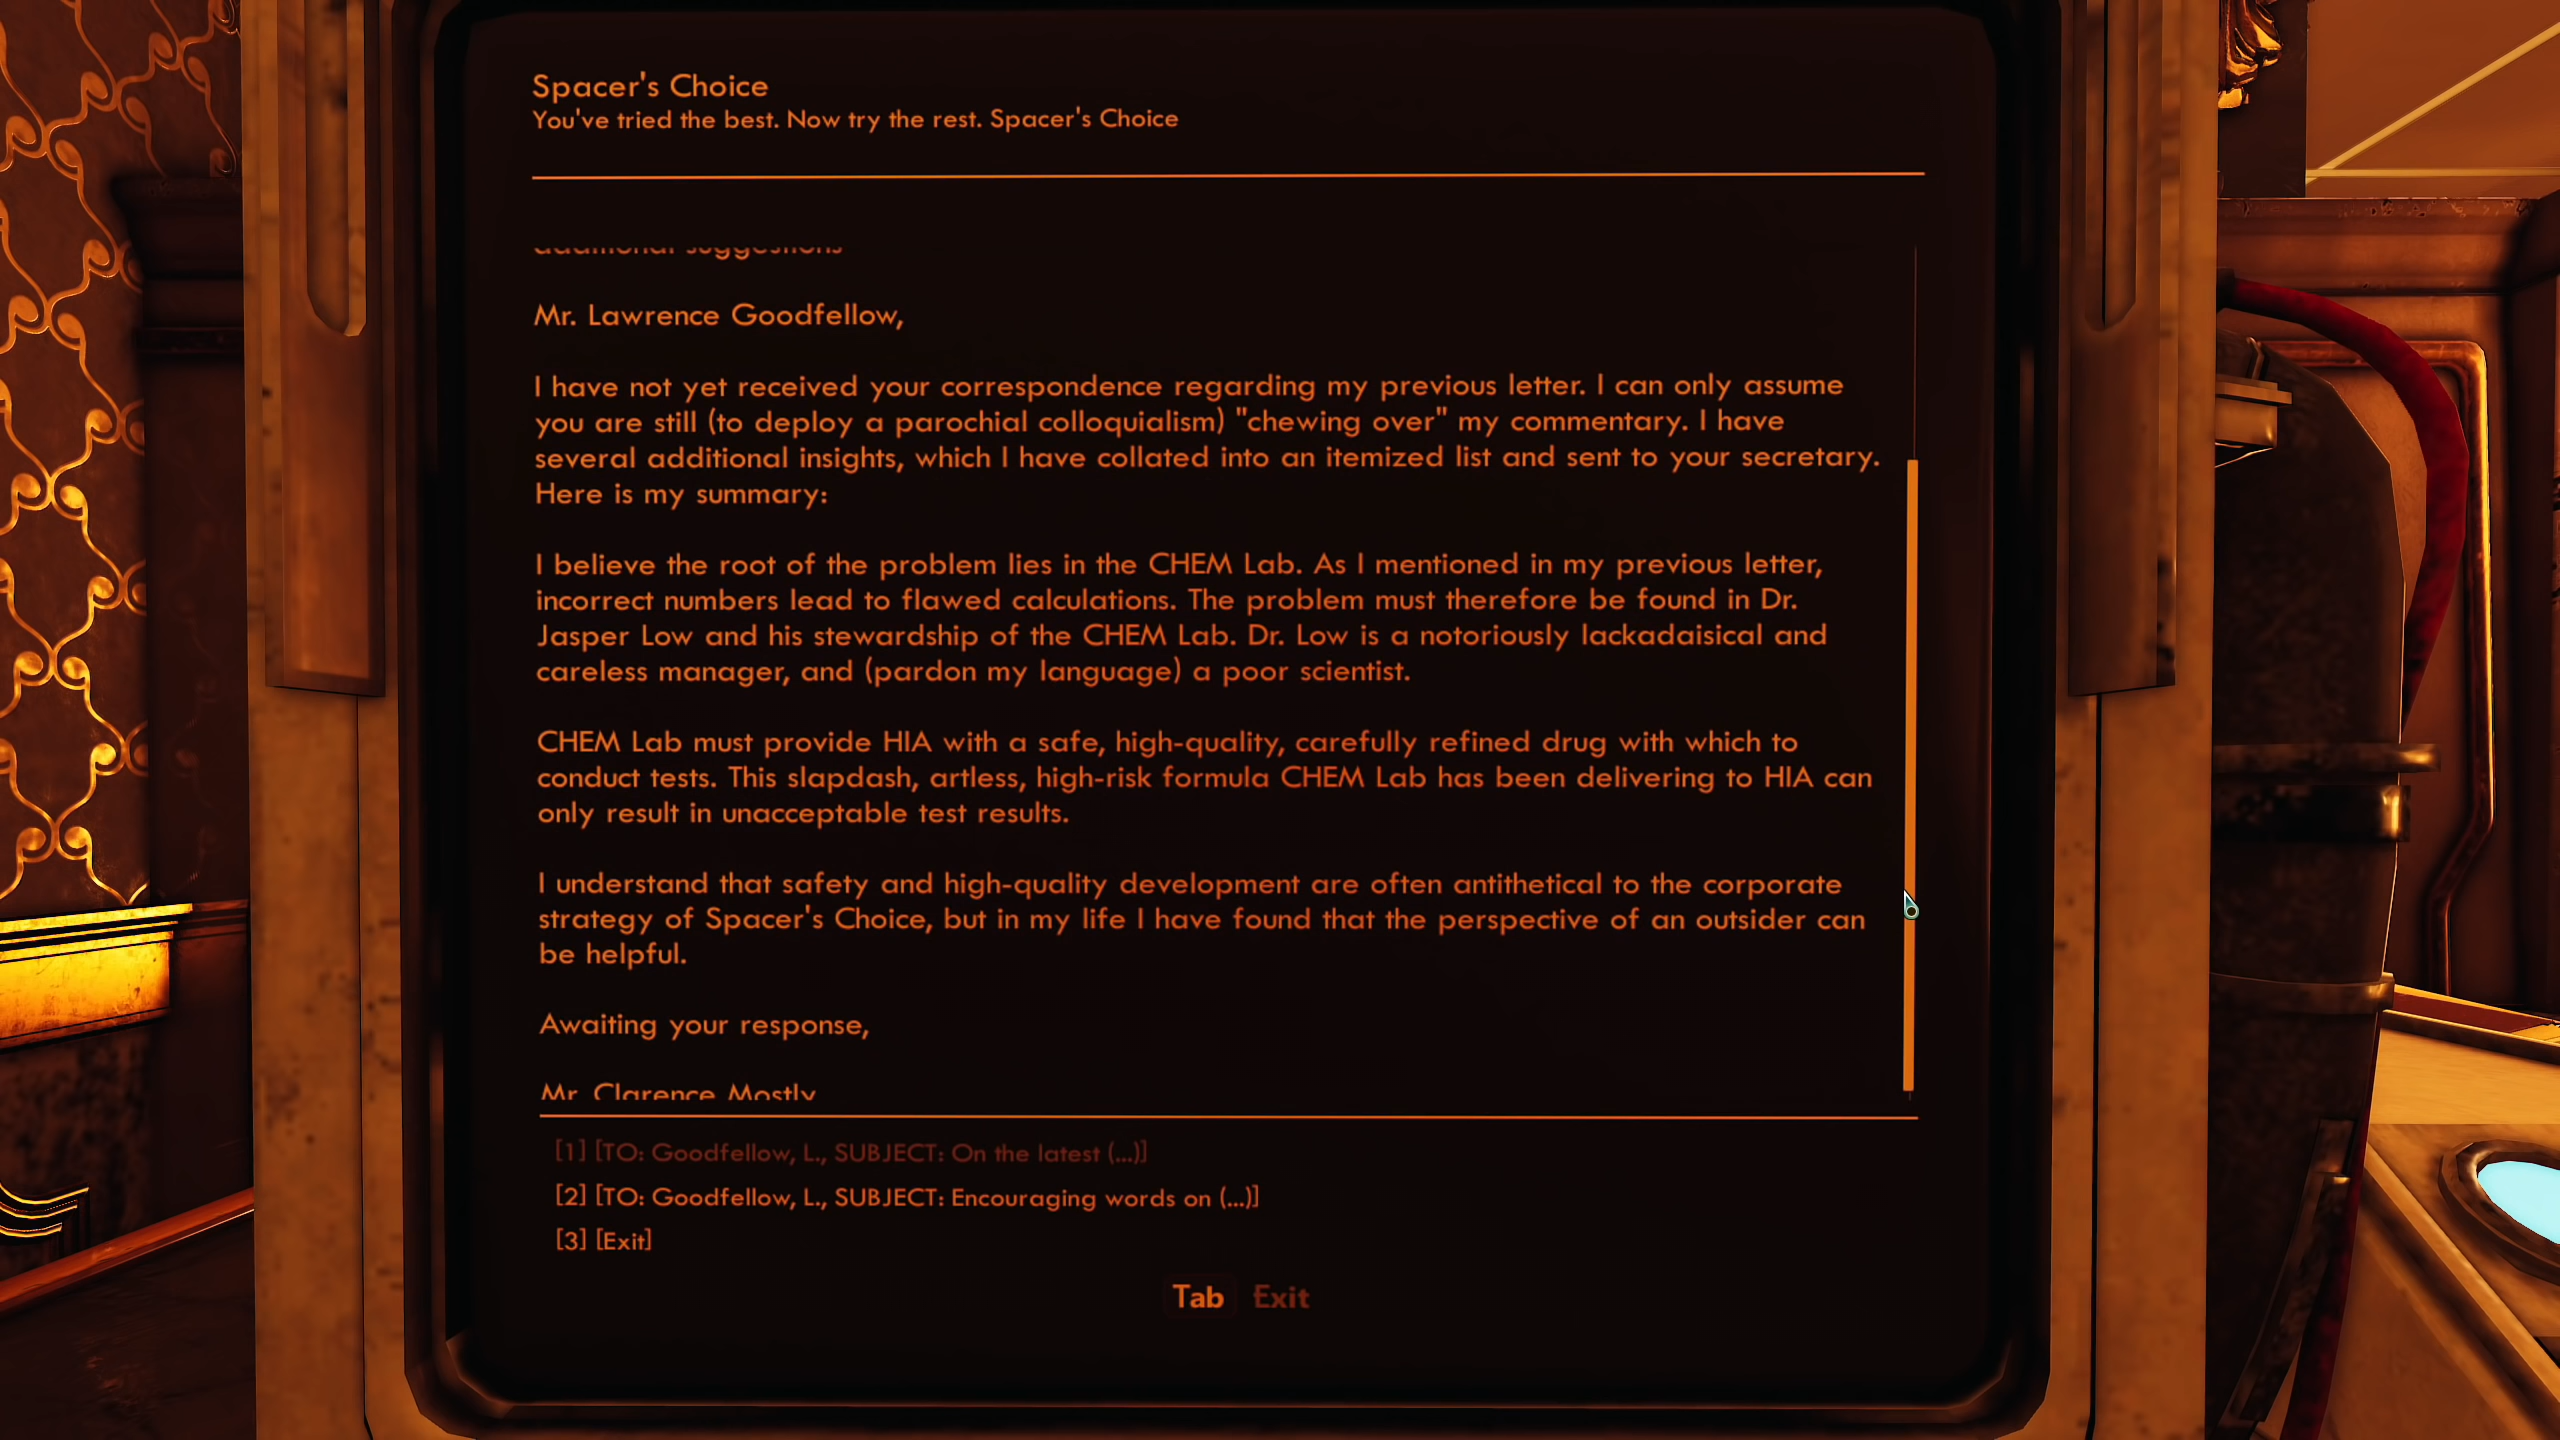 Spacer's Choice
You've tried the best. Now try the rest. Spacer's Choice
additional suggestions
Mr. Lawrence Goodfellow,
I have not yet received your correspondence regarding my previous letter. I can only assume
you are still (to deploy a parochial colloquialism) "chewing over" my commentary. I have
several additional insights, which I have collated into an itemized list and sent to your secretary.
Here is my summary:
I believe the root of the problem lies in the CHEM Lab. As I mentioned in my previous letter,
incorrect numbers lead to flawed calculations. The problem must therefore be found in Dr.
Jasper Low and his stewardship of the CHEM Lab. Dr. Low is a notoriously lackadaisical and
careless manager, and (pardon my language) a poor scientist.
CHEM Lab must provide HIA with a safe, high-quality, carefully refined drug with which to
conduct tests. This slapdash, artless, high-risk formula CHEM Lab has been delivering to HIA can
only result in unacceptable test results.
I understand that safety and high-quality development are often antithetical to the corporate
strategy of Spacer's Choice, but in my life I have found that the perspective of an outsider can
be helpful.
Awaiting your response,
Mr. Clarence Mostly
[1] [TO: Goodfellow, L., SUBJECT: On the latest (...)]
[2] [TO: Goodfellow, L., SUBJECT: Encouraging words on (...)]
[3] [Exit]
Tab Exit